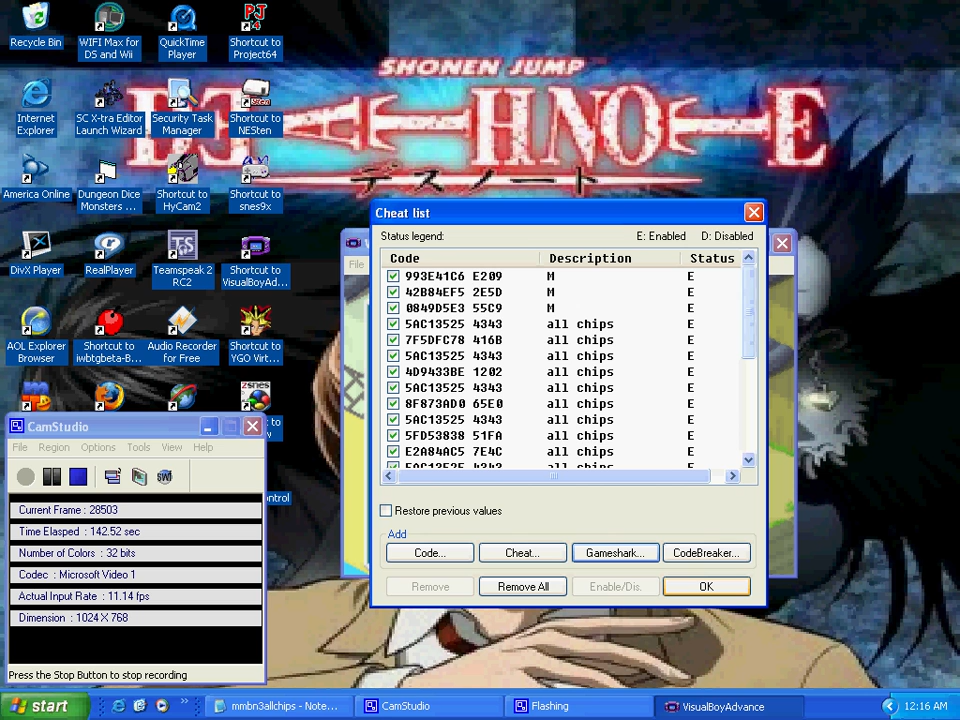 Recycle Bin
WIFI Max for
DS and Wii
QuickTime
Player
Shortcut to
Project64
Internet
Explorer
SC X-tra Editor
Launch Wizard
Security Task
Manager
Shortcut to
NESten
America Online
Dungeon Dice
Monsters ...
Shortcut to
HyCam2
Shortcut to
snes9x
DivX Player
RealPlayer
Teamspeak 2
RC2
Shortcut to
VisualBoyAd...
AOL Explorer
Browser
Shortcut to
iwbtgbeta-B...
Audio Recorder
for Free
Shortcut to
YGO Virt...
SHONEN JUMP
DEATH NOTE
デスノート
Cheat list
Status legend: E: Enabled D: Disabled
Code Description Status
993E41C6 E209 M E
42B84EF5 2E5D M E
0849D5E3 55C9 M E
5AC13525 4343 all chips E
7F5DFC78 416B all chips E
5AC13525 4343 all chips E
4D9433BE 1202 all chips E
5AC13525 4343 all chips E
8F873AD0 65E0 all chips E
5AC13525 4343 all chips E
5FD53838 51FA all chips E
E2A84AC5 7E4C all chips E
5AC13525 4343 all chips E
Restore previous values
Add
Code... Cheat... Gameshark... CodeBreaker...
Remove Remove All Enable/Dis. OK
File
CamStudio
File Region Options Tools View Help
SWF
Current Frame : 28503
Time Elasped : 142.52 sec
Number of Colors : 32 bits
Codec : Microsoft Video 1
Actual Input Rate : 11.14 fps
Dimension : 1024 X 768
Press the Stop Button to stop recording
start
mmbn3allchips - Note...
CamStudio
Flashing
VisualBoyAdvance
12:16 AM